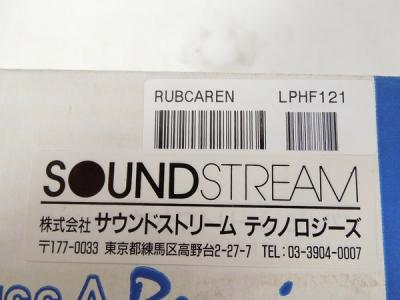 RUBCAREN LPHF121
SOUNDSTREAM
株式会社 サウンドストリーム テクノロジーズ
〒177-0033 東京都練馬区高野台2-27-7 TEL: 03-3904-0007